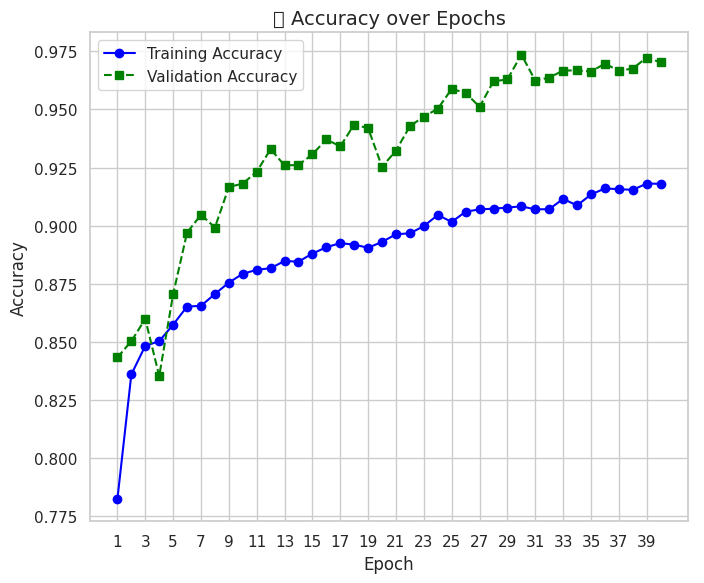 Accuracy over Epochs
Training Accuracy
Validation Accuracy
0.975
0.950
0.925
0.900
0.875
0.850
0.825
0.800
0.775
Accuracy
1 3 5 7 9 11 13 15 17 19 21 23 25 27 29 31 33 35 37 39
Epoch